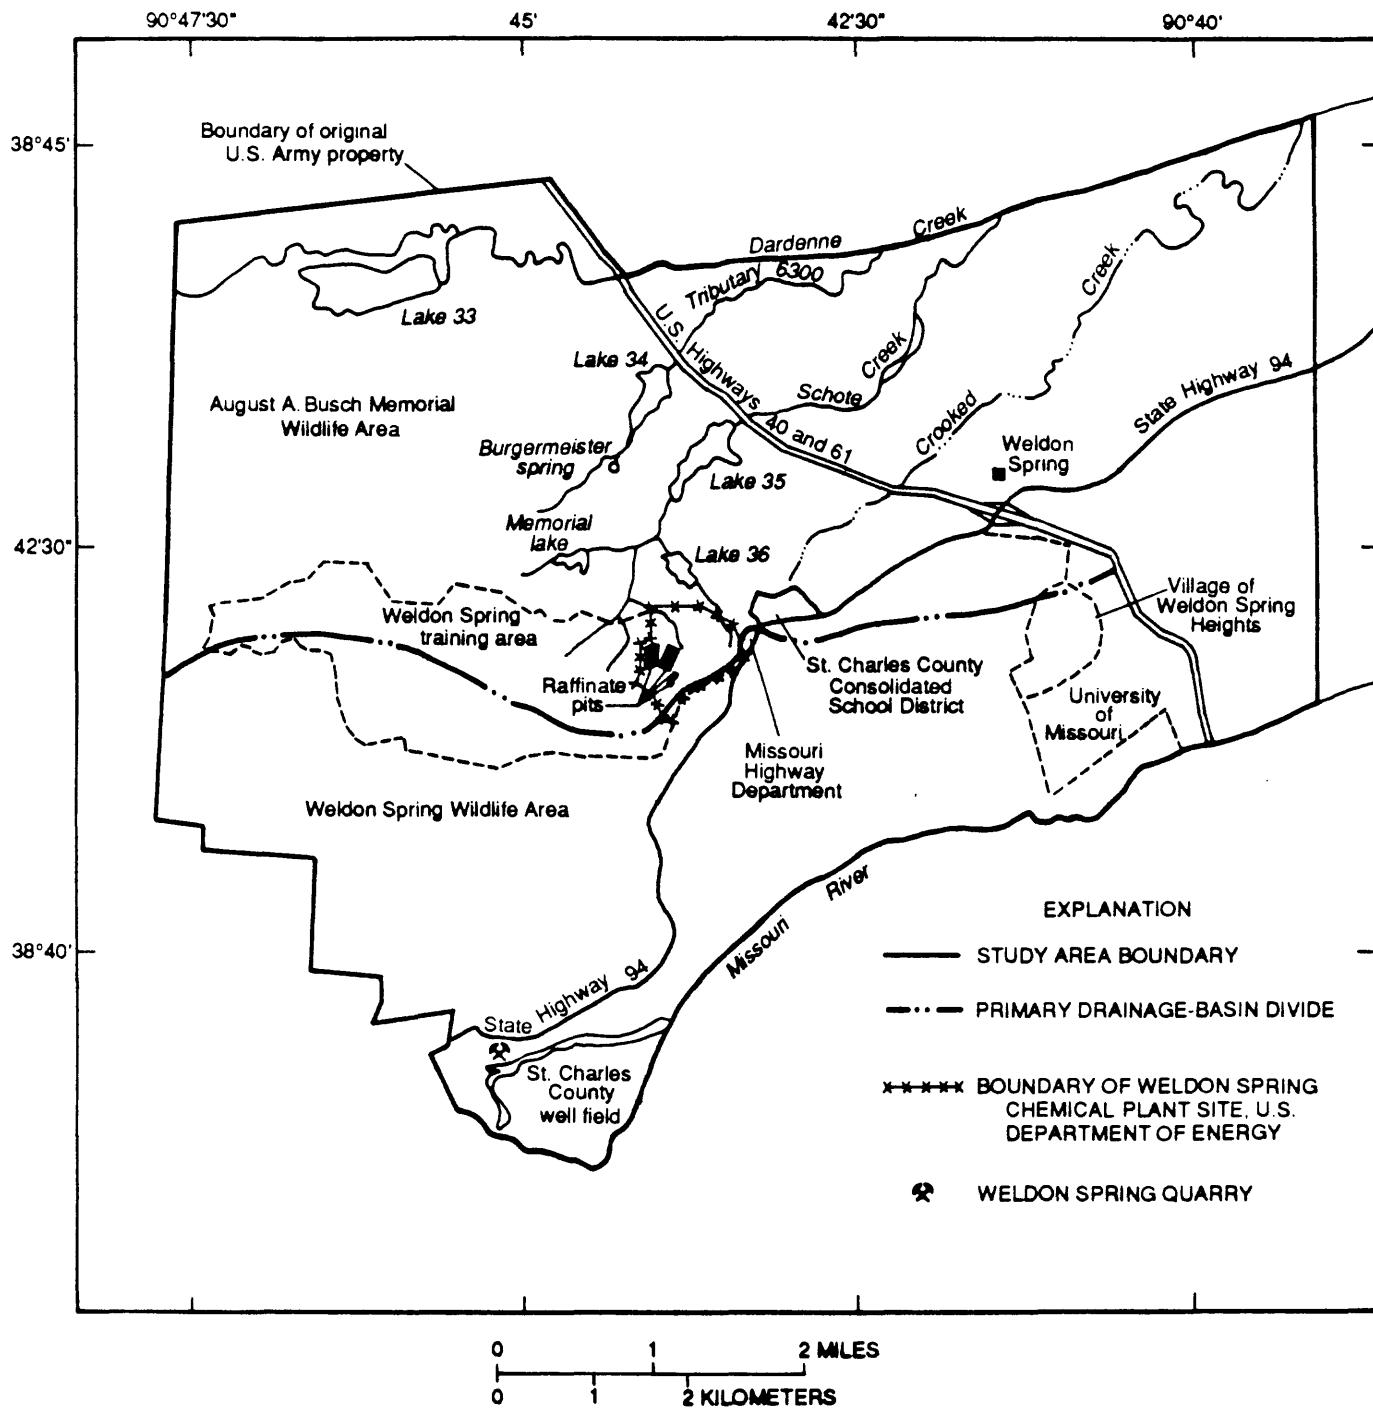 90°47'30"
45'
42'30"
90°40'
38°45'
Boundary of original
U.S. Army property
Dardenne Creek
Tributary 6300
Creek
Lake 33
U.S. Highways 40 and 61
Lake 34
Schote Creek
Crooked
State Highway 94
August A. Busch Memorial
Wildlife Area
Burgermeister
spring
Weldon
Spring
Lake 35
Memorial
lake
42'30"
Lake 36
Village of
Weldon Spring
Heights
Weldon Spring
training area
St. Charles County
Consolidated
School District
Raffinate
pits
University
of
Missouri
Missouri
Highway
Department
Weldon Spring Wildlife Area
Missouri River
38°40'
State Highway 94
St. Charles
County
well field
EXPLANATION
STUDY AREA BOUNDARY
PRIMARY DRAINAGE-BASIN DIVIDE
BOUNDARY OF WELDON SPRING
CHEMICAL PLANT SITE, U.S.
DEPARTMENT OF ENERGY
WELDON SPRING QUARRY
0 1 2 MILES
0 1 2 KILOMETERS